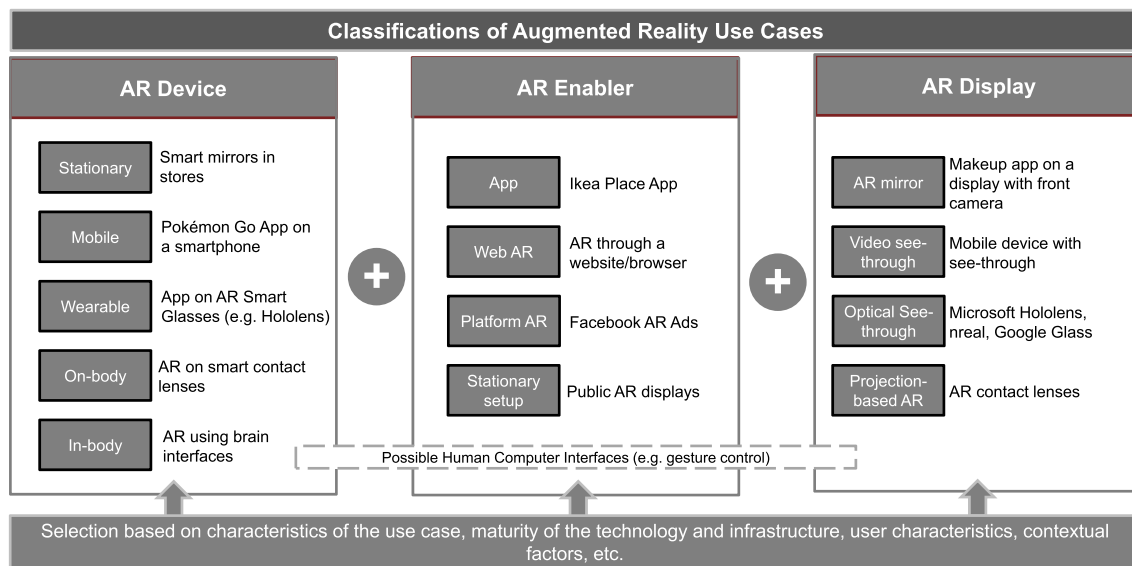 Classifications of Augmented Reality Use Cases
AR Device
Stationary
Smart mirrors in
stores
Mobile
Pokémon Go App on
a smartphone
Wearable
App on AR Smart
Glasses (e.g. Hololens)
On-body
AR on smart contact
lenses
In-body
AR using brain
interfaces
+
AR Enabler
App
Ikea Place App
Web AR
AR through a
website/browser
Platform AR
Facebook AR Ads
Stationary
setup
Public AR displays
+
AR Display
AR mirror
Makeup app on a
display with front
camera
Video see-
through
Mobile device with
see-through
Optical See-
through
Microsoft Hololens,
nreal, Google Glass
Projection-
based AR
AR contact lenses
Possible Human Computer Interfaces (e.g. gesture control)
Selection based on characteristics of the use case, maturity of the technology and infrastructure, user characteristics, contextual
factors, etc.